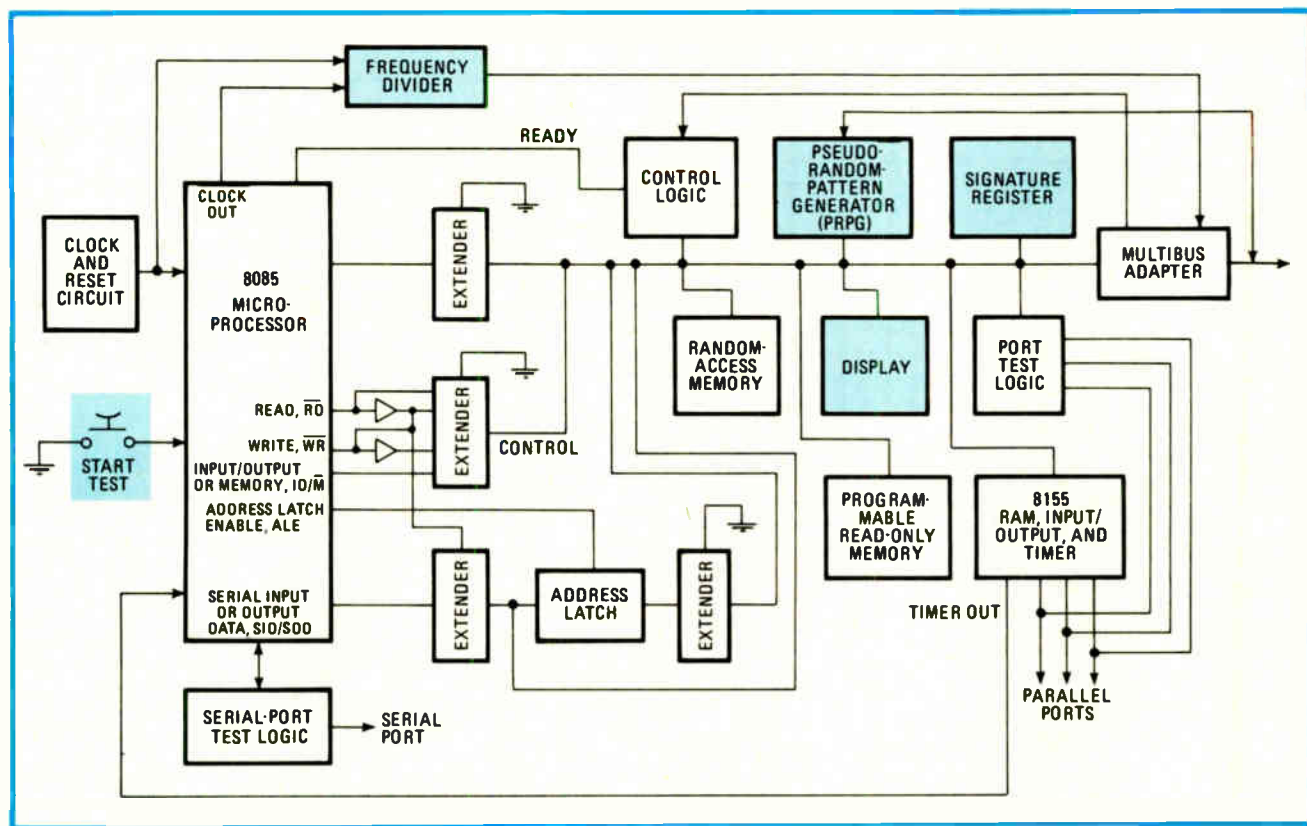 FREQUENCY
DIVIDER
READY
CLOCK
OUT
CONTROL
LOGIC
PSEUDO-
RANDOM-
PATTERN
GENERATOR
(PRPG)
SIGNATURE
REGISTER
CLOCK
AND
RESET
CIRCUIT
8085
MICRO-
PROCESSOR
EXTENDER
MULTIBUS
ADAPTER
RANDOM-
ACCESS
MEMORY
DISPLAY
PORT
TEST
LOGIC
START
TEST
READ, R̅D̅
WRITE, W̅R̅
INPUT/OUTPUT
OR MEMORY, IO/M̅
EXTENDER
CONTROL
ADDRESS LATCH
ENABLE, ALE
SERIAL INPUT
OR OUTPUT
DATA, SIO/SOD
EXTENDER
ADDRESS
LATCH
EXTENDER
PROGRAM-
MABLE
READ-ONLY
MEMORY
8155
RAM, INPUT/
OUTPUT, AND
TIMER
TIMER OUT
PARALLEL
PORTS
SERIAL-PORT
TEST LOGIC
SERIAL
PORT